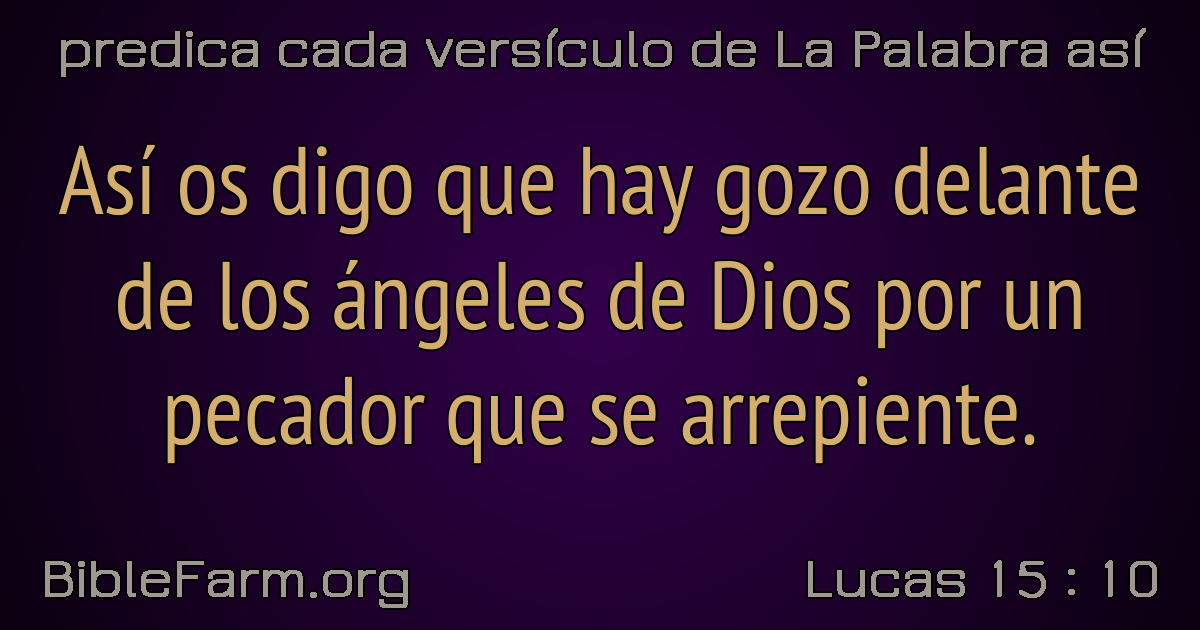 predica cada versículo de La Palabra así
Así os digo que hay gozo delante
de los ángeles de Dios por un
pecador que se arrepiente.
BibleFarm.org
Lucas 15 : 10